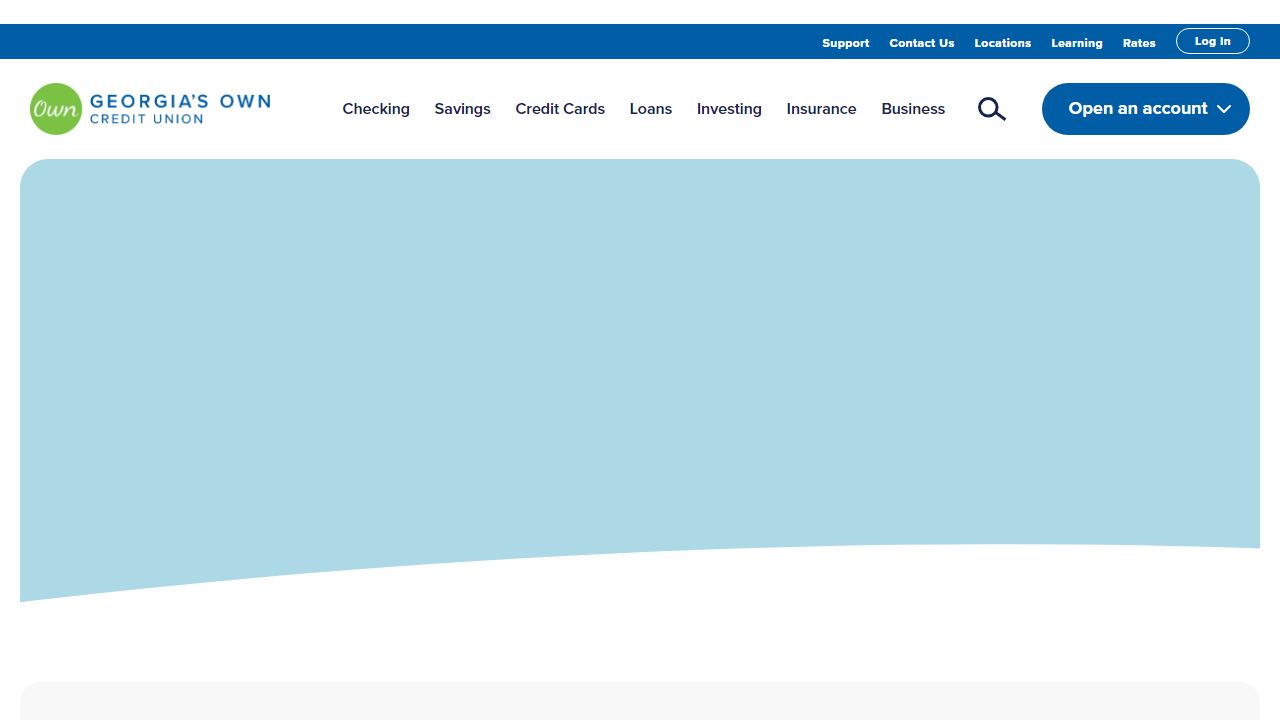 Support Contact Us Locations Learning Rates Log In
Own GEORGIA'S OWN
CREDIT UNION
Checking Savings Credit Cards Loans Investing Insurance Business Open an account